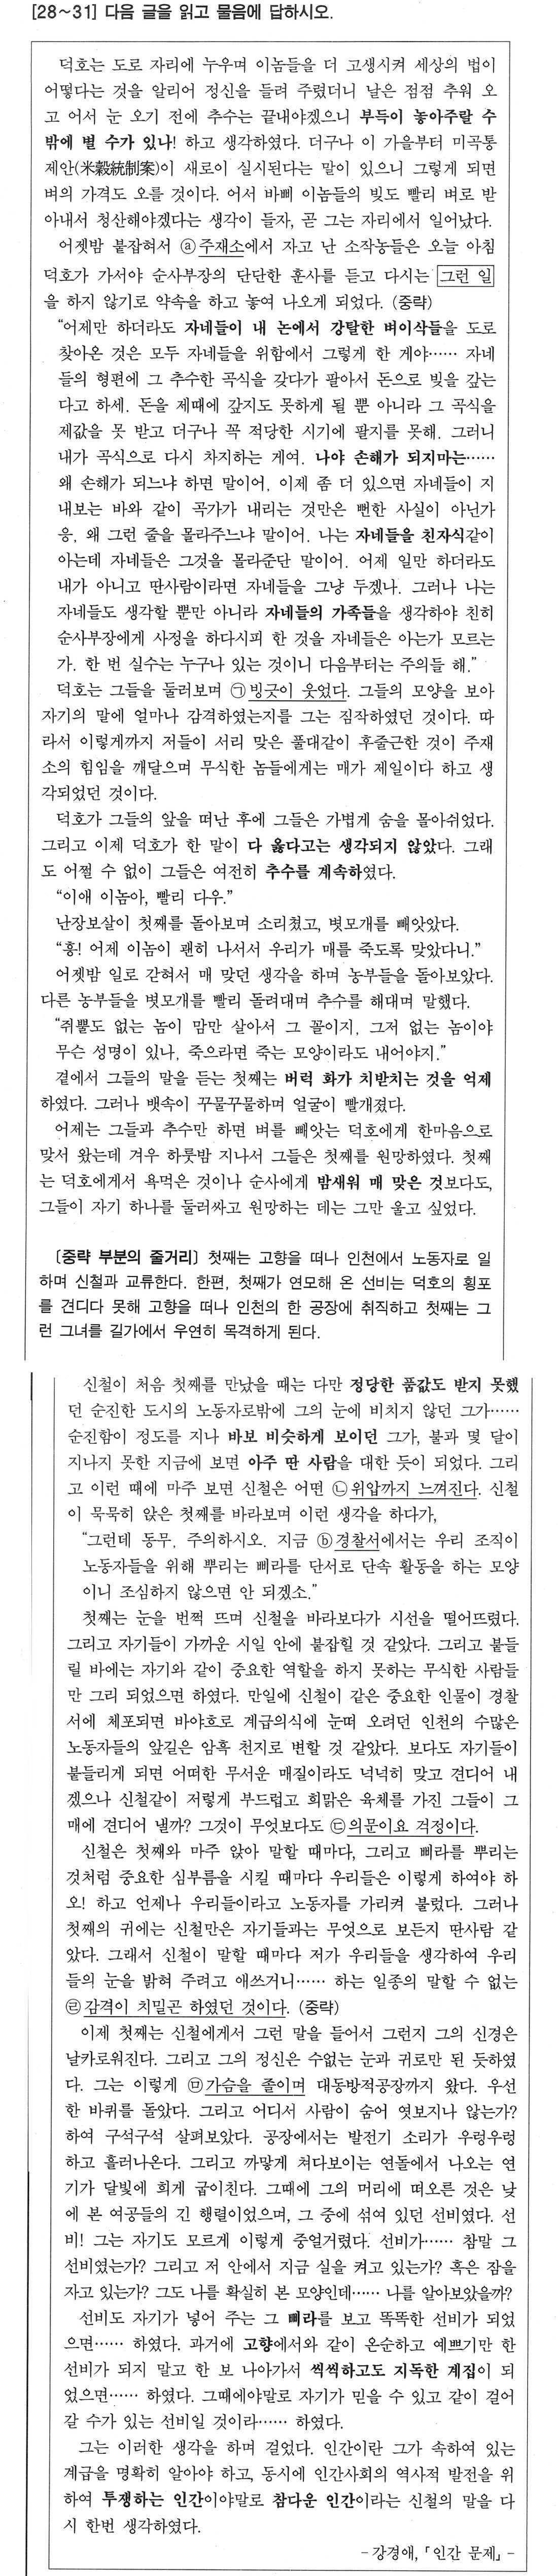 [28~31] 다음 글을 읽고 물음에 답하시오.
덕호는 도로 자리에 누우며 이놈들을 더 고생시켜 세상의 법이
어떻다는 것을 알리어 정신을 들려 주렸더니 날은 점점 추워 오
고 어서 눈 오기 전에 추수는 끝내야겠으니 부득이 놓아주랄 수
밖에 별 수가 있나! 하고 생각하였다. 더구나 이 가을부터 미곡통
제안(米穀統制案)이 새로이 실시된다는 말이 있으니 그렇게 되면
벼의 가격도 오를 것이다. 어서 바삐 이놈들의 빚도 빨리 벼로 받
아내서 청산해야겠다는 생각이 들자, 곧 그는 자리에서 일어났다.
어젯밤 붙잡혀서 ⓐ주재소에서 자고 난 소작농들은 오늘 아침
덕호가 가서야 순사부장의 단단한 훈사를 듣고 다시는 그런 일
을 하지 않기로 약속을 하고 놓여 나오게 되었다. (중략)
“어제만 하더라도 자네들이 내 논에서 강탈한 벼이삭들을 도로
찾아온 것은 모두 자네들을 위함에서 그렇게 한 게야…… 자네
들의 형편에 그 추수한 곡식을 갖다가 팔아서 돈으로 빚을 갚는
다고 하세. 돈을 제때에 갚지도 못하게 될 뿐 아니라 그 곡식을
제값을 못 받고 더구나 꼭 적당한 시기에 팔지를 못해. 그러니
내가 곡식으로 다시 차지하는 게여. 나야 손해가 되지마는……
왜 손해가 되느냐 하면 말이어, 이제 좀 더 있으면 자네들이 지
내보는 바와 같이 곡가가 내리는 것만은 뻔한 사실이 아닌가
응, 왜 그런 줄을 몰라주느냐 말이어. 나는 자네들을 친자식같이
아는데 자네들은 그것을 몰라준단 말이어. 어제 일만 하더라도
내가 아니고 딴사람이라면 자네들을 그냥 두겠나. 그러나 나는
자네들도 생각할 뿐만 아니라 자네들의 가족들을 생각하야 친히
순사부장에게 사정을 하다시피 한 것을 자네들은 아는가 모르는
가. 한 번 실수는 누구나 있는 것이니 다음부터는 주의들 해.”
덕호는 그들을 둘러보며 ㉠빙긋이 웃었다. 그들의 모양을 보아
자기의 말에 얼마나 감격하였는지를 그는 짐작하였던 것이다. 따
라서 이렇게까지 저들이 서리 맞은 풀대같이 후줄근한 것이 주재
소의 힘임을 깨달으며 무식한 놈들에게는 매가 제일이다 하고 생
각되었던 것이다.
덕호가 그들의 앞을 떠난 후에 그들은 가볍게 숨을 몰아쉬었다.
그리고 이제 덕호가 한 말이 다 옳다고는 생각되지 않았다. 그래
도 어쩔 수 없이 그들은 여전히 추수를 계속하였다.
“이애 이놈아, 빨리 다우.”
난장보살이 첫째를 돌아보며 소리쳤고, 볏모개를 빼앗았다.
“흥! 어제 이놈이 괜히 나서서 우리가 매를 죽도록 맞았다니.”
어젯밤 일로 갇혀서 매 맞던 생각을 하며 농부들을 돌아보았다.
다른 농부들을 볏모개를 빨리 돌려대며 추수를 해대며 말했다.
“쥐뿔도 없는 놈이 맘만 살아서 그 꼴이지, 그저 없는 놈이야
무슨 성명이 있나, 죽으라면 죽는 모양이라도 내어야지.”
곁에서 그들의 말을 듣는 첫째는 버럭 화가 치받치는 것을 억제
하였다. 그러나 뱃속이 꾸물꾸물하며 얼굴이 빨개졌다.
어제는 그들과 추수만 하면 벼를 빼앗는 덕호에게 한마음으로
맞서 왔는데 겨우 하룻밤 지나서 그들은 첫째를 원망하였다. 첫째
는 덕호에게서 욕먹은 것이나 순사에게 밤새워 매 맞은 것보다도,
그들이 자기 하나를 둘러싸고 원망하는 데는 그만 울고 싶었다.
[중략 부분의 줄거리] 첫째는 고향을 떠나 인천에서 노동자로 일
하며 신철과 교류한다. 한편, 첫째가 연모해 온 선비는 덕호의 횡포
를 견디다 못해 고향을 떠나 인천의 한 공장에 취직하고 첫째는 그
런 그녀를 길가에서 우연히 목격하게 된다.
신철이 처음 첫째를 만났을 때는 다만 정당한 품값도 받지 못했
던 순진한 도시의 노동자로밖에 그의 눈에 비치지 않던 그가……
순진함이 정도를 지나 바보 비슷하게 보이던 그가, 불과 몇 달이
지나지 못한 지금에 보면 아주 딴 사람을 대한 듯이 되었다. 그리
고 이런 때에 마주 보면 신철은 어떤 ㉡위압까지 느껴진다. 신철
이 묵묵히 앉은 첫째를 바라보며 이런 생각을 하다가,
“그런데 동무, 주의하시오. 지금 ⓑ경찰서에서는 우리 조직이
노동자들을 위해 뿌리는 삐라를 단서로 단속 활동을 하는 모양
이니 조심하지 않으면 안 되겠소.”
첫째는 눈을 번쩍 뜨며 신철을 바라보다가 시선을 떨어뜨렸다.
그리고 자기들이 가까운 시일 안에 붙잡힐 것 같았다. 그리고 붙들
릴 바에는 자기와 같이 중요한 역할을 하지 못하는 무식한 사람들
만 그리 되었으면 하였다. 만일에 신철이 같은 중요한 인물이 경찰
서에 체포되면 바야흐로 계급의식에 눈떠 오려던 인천의 수많은
노동자들의 앞길은 암흑 천지로 변할 것 같았다. 보다도 자기들이
붙들리게 되면 어떠한 무서운 매질이라도 넉넉히 맞고 견디어 내
겠으나 신철같이 저렇게 부드럽고 희맑은 육체를 가진 그들이 그
매에 견디어 낼까? 그것이 무엇보다도 ㉢의문이요 걱정이다.
신철은 첫째와 마주 앉아 말할 때마다, 그리고 삐라를 뿌리는
것처럼 중요한 심부름을 시킬 때마다 우리들은 이렇게 하여야 하
오! 하고 언제나 우리들이라고 노동자를 가리켜 불렀다. 그러나
첫째의 귀에는 신철만은 자기들과는 무엇으로 보든지 딴사람 같
았다. 그래서 신철이 말할 때마다 저가 우리들을 생각하여 우리
들의 눈을 밝혀 주려고 애쓰거니…… 하는 일종의 말할 수 없는
㉣감격이 치밀곤 하였던 것이다. (중략)
이제 첫째는 신철에게서 그런 말을 들어서 그런지 그의 신경은
날카로워진다. 그리고 그의 정신은 수없는 눈과 귀로만 된 듯하였
다. 그는 이렇게 ㉤가슴을 졸이며 대동방적공장까지 왔다. 우선
한 바퀴를 돌았다. 그리고 어디서 사람이 숨어 엿보지나 않는가?
하여 구석구석 살펴보았다. 공장에서는 발전기 소리가 우렁우렁
하고 흘러나온다. 그리고 까맣게 쳐다보이는 연돌에서 나오는 연
기가 달빛에 희게 굽이친다. 그때에 그의 머리에 떠오른 것은 낮
에 본 여공들의 긴 행렬이었으며, 그 중에 섞여 있던 선비였다. 선
비! 그는 자기도 모르게 이렇게 중얼거렸다. 선비가…… 참말 그
선비였는가? 그리고 저 안에서 지금 실을 켜고 있는가? 혹은 잠을
자고 있는가? 그도 나를 확실히 본 모양인데…… 나를 알아보았을까?
선비도 자기가 넣어 주는 그 삐라를 보고 똑똑한 선비가 되었
으면…… 하였다. 과거에 고향에서와 같이 온순하고 예쁘기만 한
선비가 되지 말고 한 보 나아가서 씩씩하고도 지독한 계집이 되
었으면…… 하였다. 그때에야말로 자기가 믿을 수 있고 같이 걸어
갈 수가 있는 선비일 것이라…… 하였다.
그는 이러한 생각을 하며 걸었다. 인간이란 그가 속하여 있는
계급을 명확히 알아야 하고, 동시에 인간사회의 역사적 발전을 위
하여 투쟁하는 인간이야말로 참다운 인간이라는 신철의 말을 다
시 한번 생각하였다.
- 강경애, 「인간 문제」 -